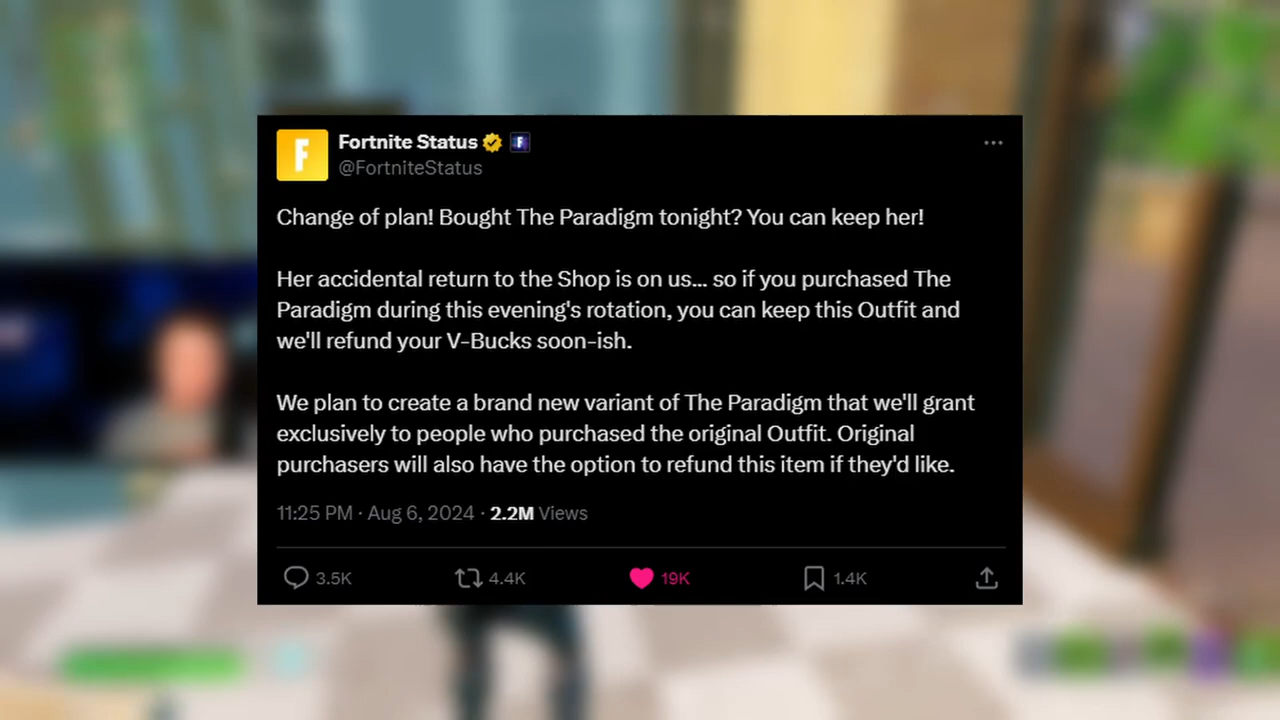 Fortnite Status
@FortniteStatus
Change of plan! Bought The Paradigm tonight? You can keep her!
Her accidental return to the Shop is on us... so if you purchased The
Paradigm during this evening's rotation, you can keep this Outfit and
we'll refund your V-Bucks soon-ish.
We plan to create a brand new variant of The Paradigm that we'll grant
exclusively to people who purchased the original Outfit. Original
purchasers will also have the option to refund this item if they'd like.
11:25 PM · Aug 6, 2024 · 2.2M Views
3.5K 4.4K 19K 1.4K